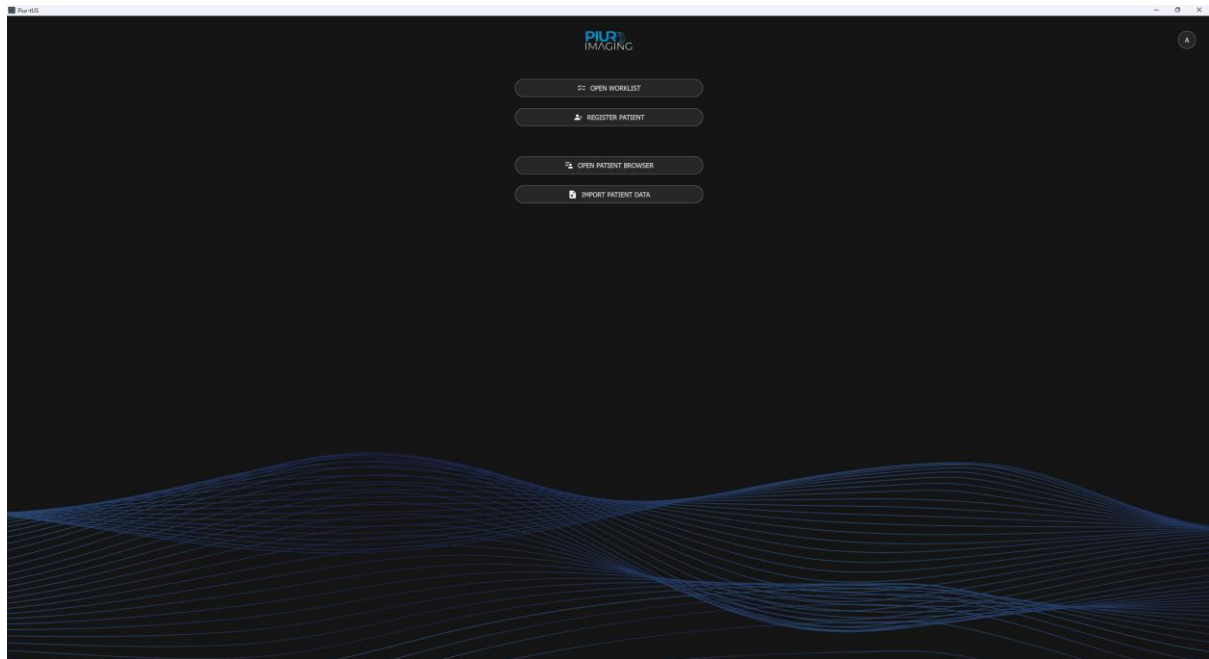 Piur-tUS
PIUR
IMAGING
A
OPEN WORKLIST
REGISTER PATIENT
OPEN PATIENT BROWSER
IMPORT PATIENT DATA